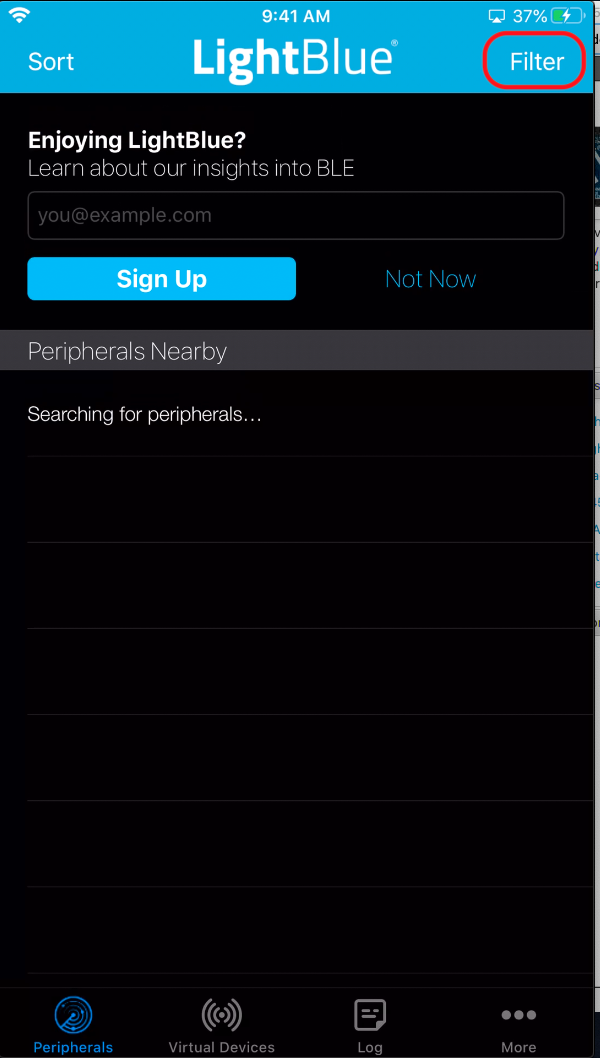 9:41 AM
37%
Sort
LightBlue®
Filter
Enjoying LightBlue?
Learn about our insights into BLE
you@example.com
Sign Up
Not Now
Peripherals Nearby
Searching for peripherals...
Peripherals
Virtual Devices
Log
More